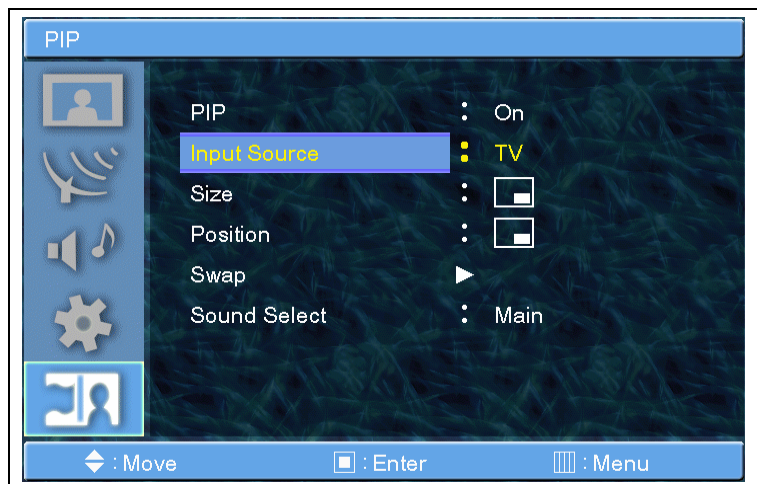 PIP
PIP : On
Input Source : TV
Size :
Position :
Swap
Sound Select : Main
: Move : Enter : Menu